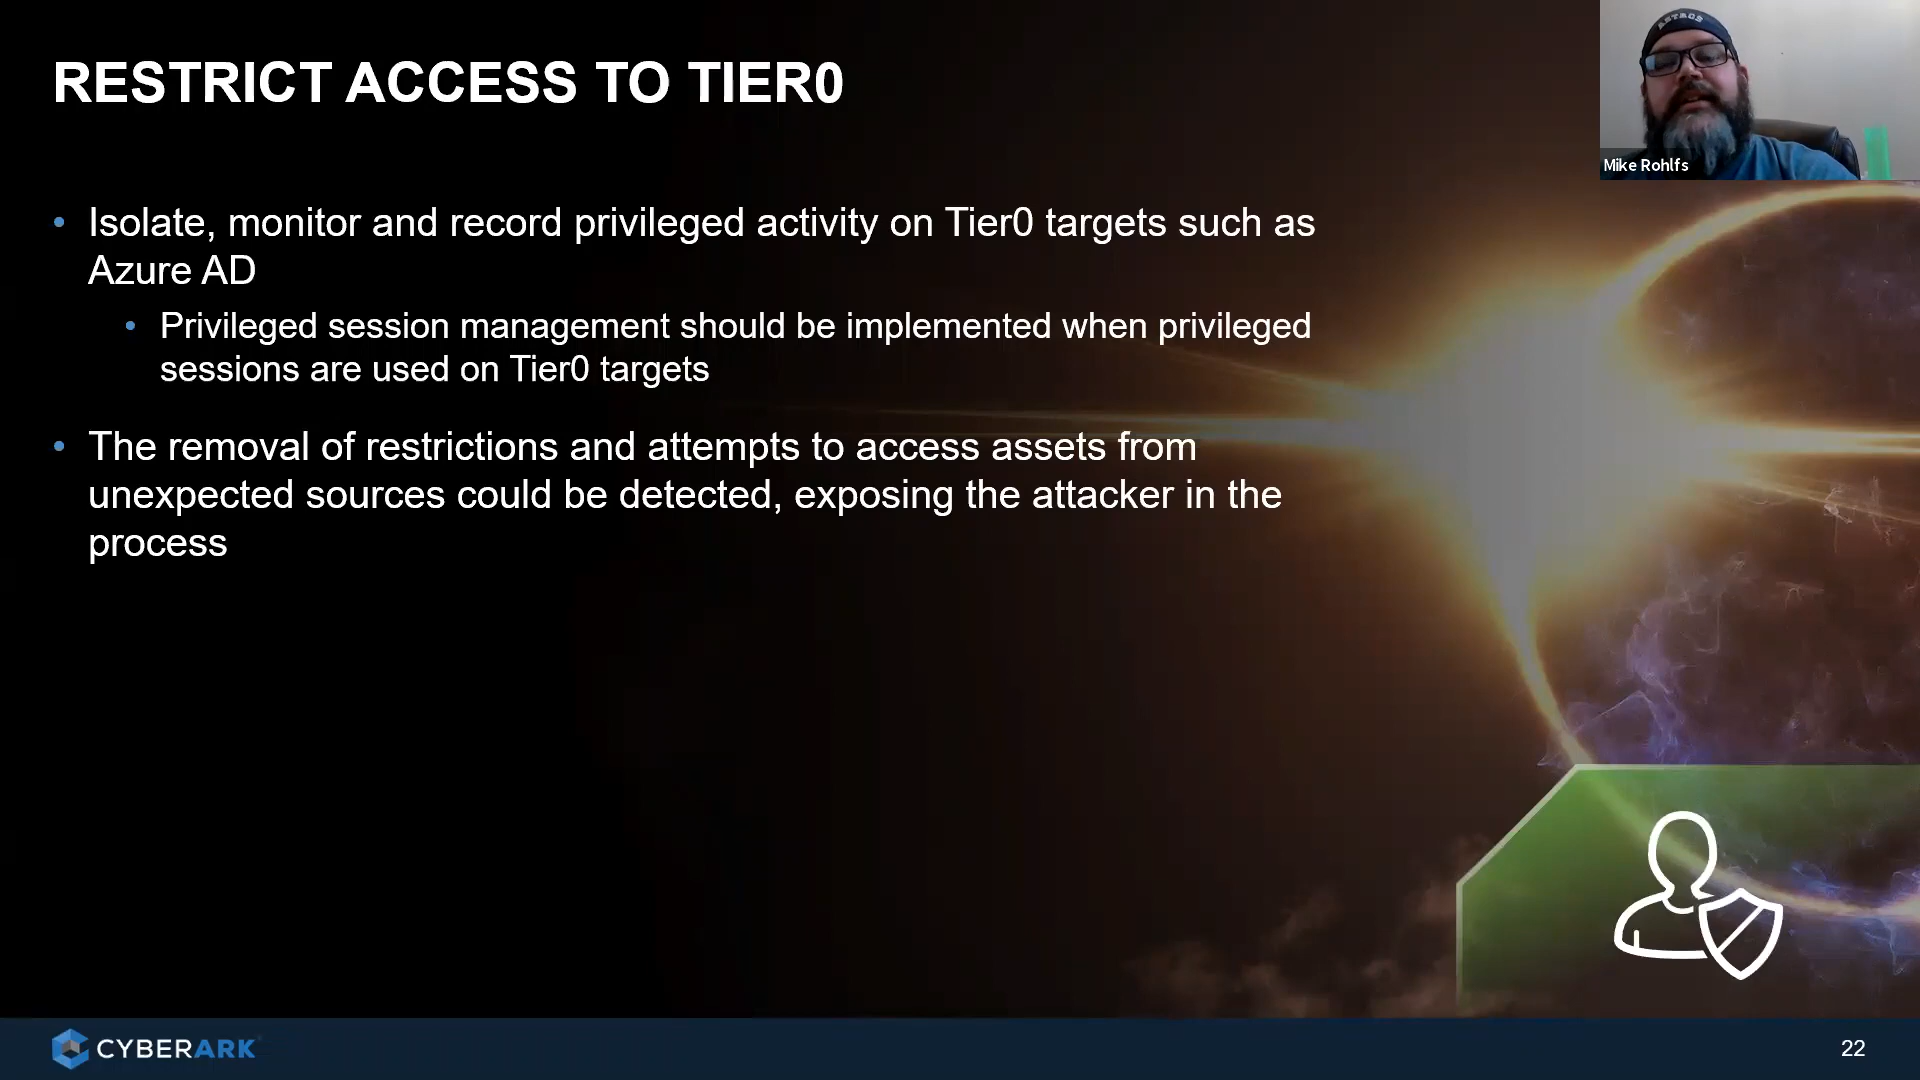 RESTRICT ACCESS TO TIER0
ASTROS
Mike Rohlfs
• Isolate, monitor and record privileged activity on Tier0 targets such as
Azure AD
• Privileged session management should be implemented when privileged
sessions are used on Tier0 targets
• The removal of restrictions and attempts to access assets from
unexpected sources could be detected, exposing the attacker in the
process
CYBERARK
22